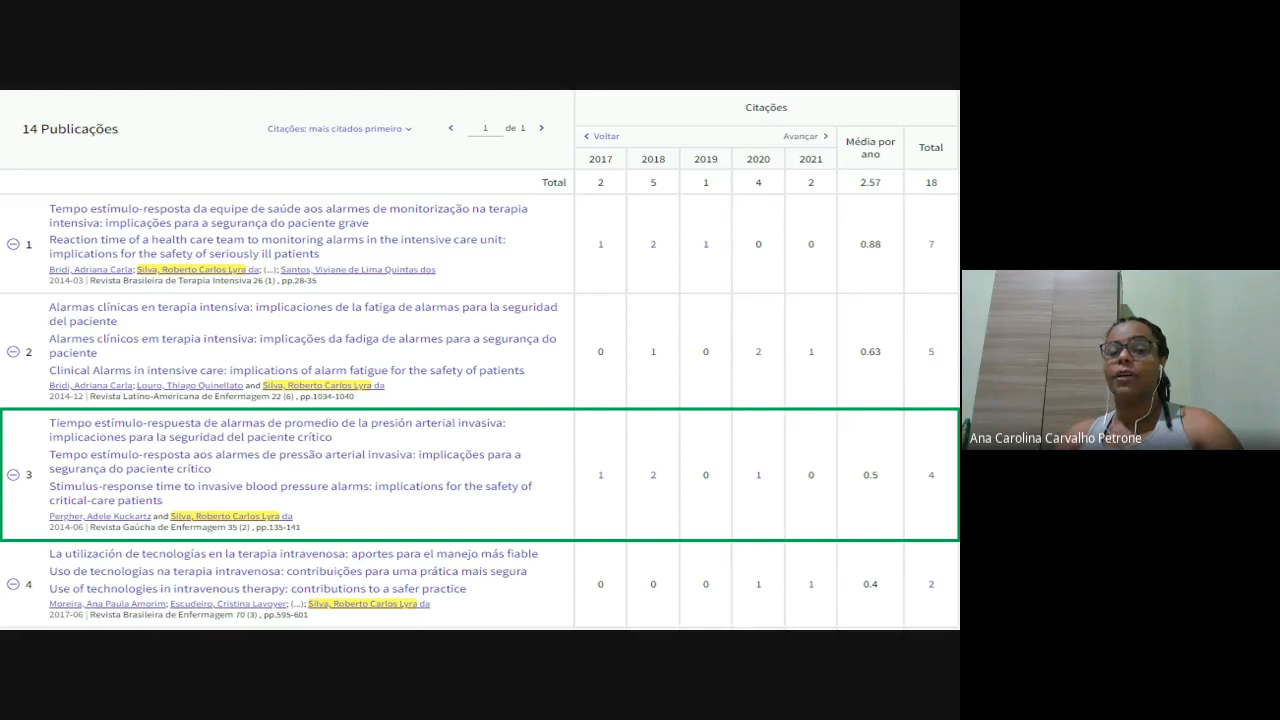 Citações
14 Publicações
Citações: mais citados primeiro
1 de 1
Voltar
Avançar
Média por ano
Total
2017 2018 2019 2020 2021
Total 2 5 1 4 2 2.57 18
Tempo estímulo-resposta da equipe de saúde aos alarmes de monitorização na terapia
intensiva: implicações para a segurança do paciente grave
Reaction time of a health care team to monitoring alarms in the intensive care unit:
implications for the safety of seriously ill patients
1 1 2 1 0 0 0.88 7
Bridi, Adriana Carla; Silva, Roberto Carlos Lyra da; (...); Santos, Viviane de Lima Quintas dos
2014-03 | Revista Brasileira de Terapia Intensiva 26 (1) , pp.28-35
Alarmas clínicas en terapia intensiva: implicaciones de la fatiga de alarmas para la seguridad
del paciente
Alarmes clínicos em terapia intensiva: implicações da fadiga de alarmes para a segurança do
paciente
2 0 1 0 2 1 0.63 5
Clinical Alarms in intensive care: implications of alarm fatigue for the safety of patients
Bridi, Adriana Carla; Louro, Thiago Quinellato and Silva, Roberto Carlos Lyra da
2014-12 | Revista Latino-Americana de Enfermagem 22 (6) , pp.1034-1040
Tiempo estímulo-respuesta de alarmas de promedio de la presión arterial invasiva:
implicaciones para la seguridad del paciente crítico
Tempo estímulo-resposta aos alarmes de pressão arterial invasiva: implicações para a
segurança do paciente crítico
3 1 2 0 1 0 0.5 4
Stimulus-response time to invasive blood pressure alarms: implications for the safety of
critical-care patients
Pergher, Adele Kuckartz and Silva, Roberto Carlos Lyra da
2014-06 | Revista Gaúcha de Enfermagem 35 (2) , pp.135-141
La utilización de tecnologías en la terapia intravenosa: aportes para el manejo más fiable
Uso de tecnologias na terapia intravenosa: contribuições para uma prática mais segura
4 0 0 0 1 1 0.4 2
Use of technologies in intravenous therapy: contributions to a safer practice
Moreira, Ana Paula Amorim; Escudeiro, Cristina Lavoyer; (...); Silva, Roberto Carlos Lyra da
2017-06 | Revista Brasileira de Enfermagem 70 (3) , pp.595-601
Ana Carolina Carvalho Petrone